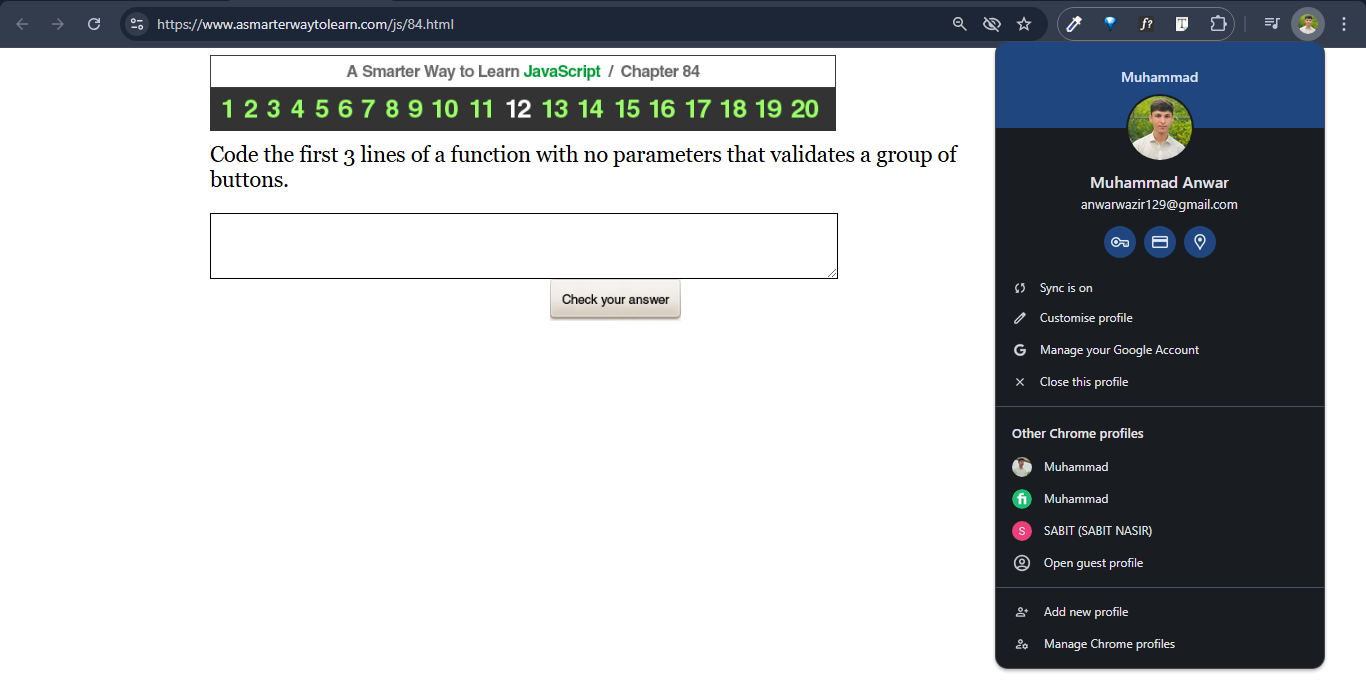 https://www.asmarterwaytolearn.com/js/84.html
f?
T
A Smarter Way to Learn JavaScript / Chapter 84
1 2 3 4 5 6 7 8 9 10 11 12 13 14 15 16 17 18 19 20
Code the first 3 lines of a function with no parameters that validates a group of
buttons.
Check your answer
Muhammad
Muhammad Anwar
anwarwazir129@gmail.com
Sync is on
Customise profile
G Manage your Google Account
Close this profile
Other Chrome profiles
Muhammad
fi Muhammad
S SABIT (SABIT NASIR)
Open guest profile
Add new profile
Manage Chrome profiles